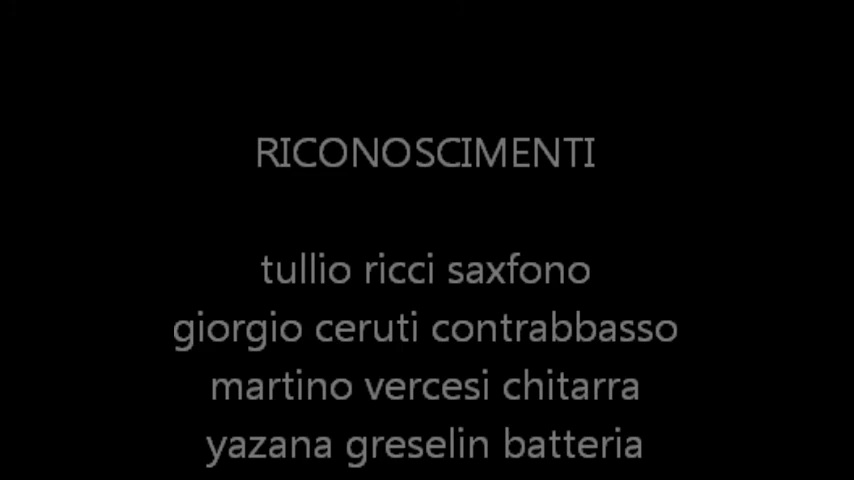 RICONOSCIMENTI
tullio ricci saxfono
giorgio ceruti contrabbasso
martino vercesi chitarra
yazana greselin batteria